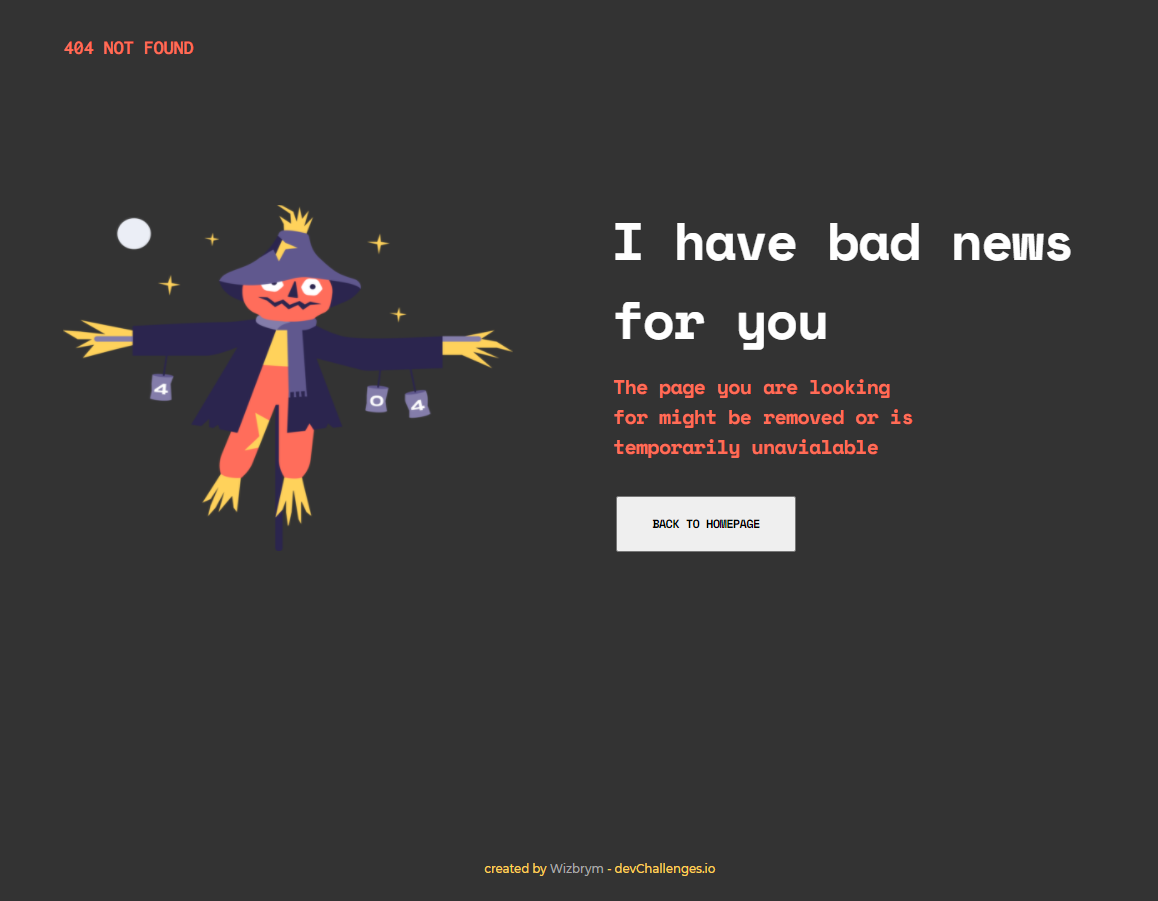 404 NOT FOUND
I have bad news
for you
4
0
4
The page you are looking
for might be removed or is
temporarily unavialable
BACK TO HOMEPAGE
created by Wizbrym - devChallenges.io